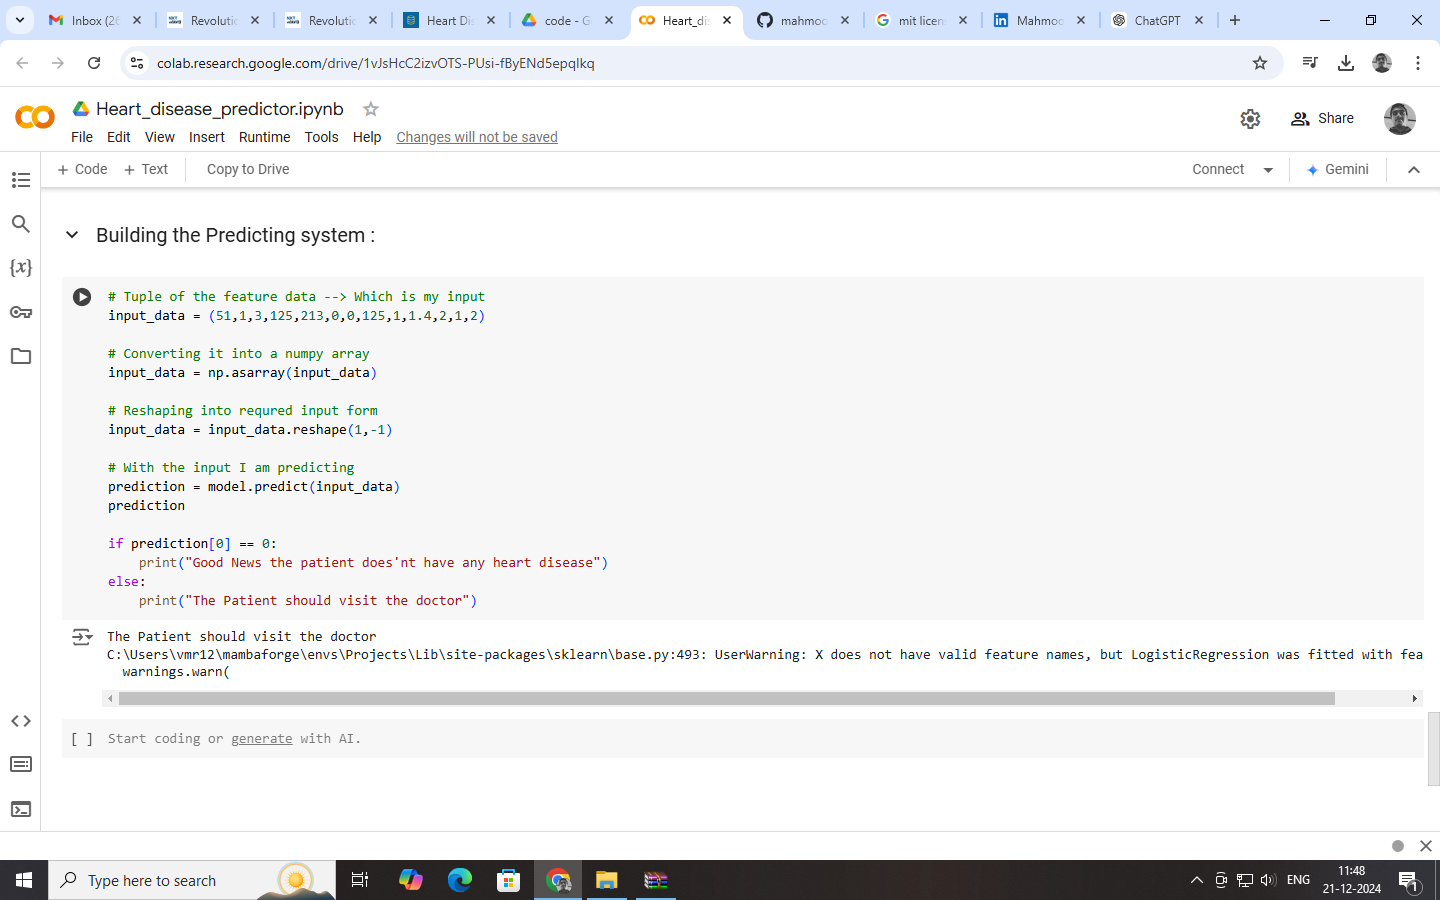 Inbox (26
Revolutio
Revolutio
Heart Dis
code - G
Heart_dis
mahmoo
mit licen
Mahmoo
ChatGPT
colab.research.google.com/drive/1vJsHcC2izvOTS-PUsi-fByENd5epqlkq
Heart_disease_predictor.ipynb
File Edit View Insert Runtime Tools Help Changes will not be saved
Share
+ Code + Text Copy to Drive
Connect
Gemini
Building the Predicting system :
# Tuple of the feature data --> Which is my input
input_data = (51,1,3,125,213,0,0,125,1,1.4,2,1,2)
# Converting it into a numpy array
input_data = np.asarray(input_data)
# Reshaping into requred input form
input_data = input_data.reshape(1,-1)
# With the input I am predicting
prediction = model.predict(input_data)
prediction
if prediction[0] == 0:
print("Good News the patient does'nt have any heart disease")
else:
print("The Patient should visit the doctor")
The Patient should visit the doctor
C:\Users\vmr12\mambaforge\envs\Projects\Lib\site-packages\sklearn\base.py:493: UserWarning: X does not have valid feature names, but LogisticRegression was fitted with fea
warnings.warn(
[ ] Start coding or generate with AI.
Type here to search
ENG
11:48
21-12-2024
1